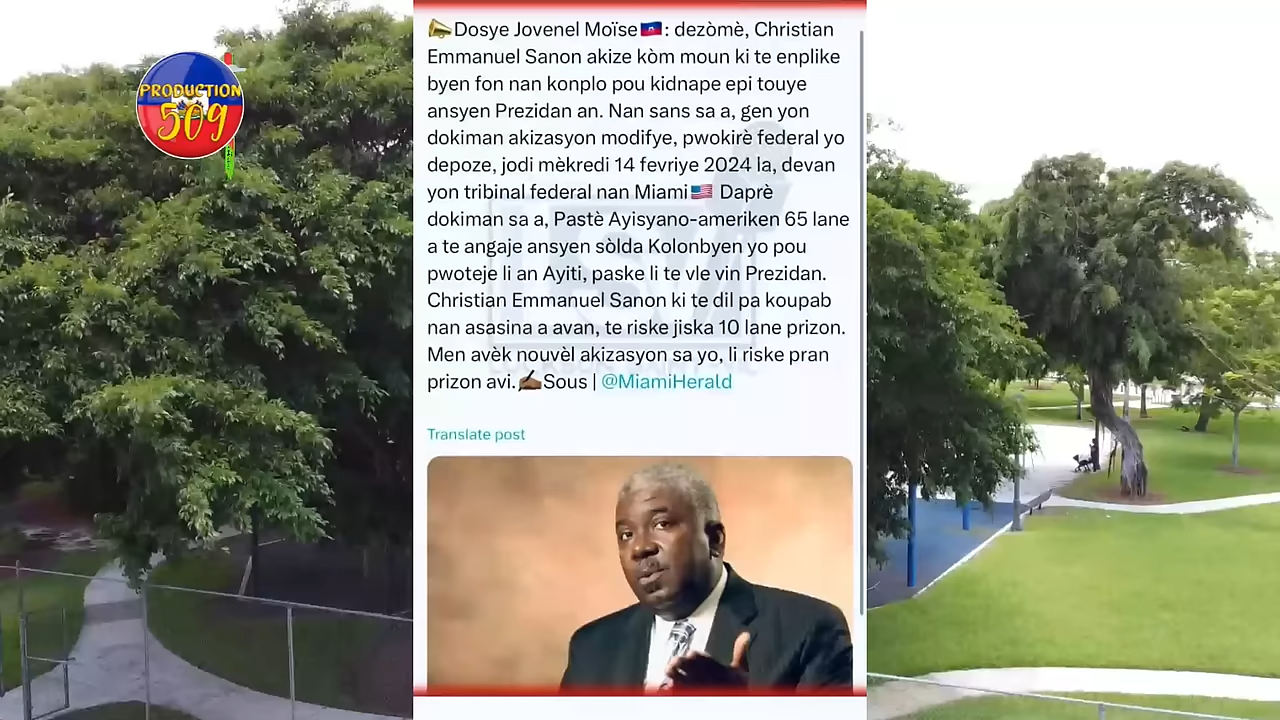 PRODUCTION
509
📣Dosye Jovenel Moïse🇭🇹: dezòmè, Christian
Emmanuel Sanon akize kòm moun ki te enplike
byen fon nan konplo pou kidnape epi touye
ansyen Prezidan an. Nan sans sa a, gen yon
dokiman akizasyon modifye, pwokirè federal yo
depoze, jodi mèkredi 14 fevriye 2024 la, devan
yon tribinal federal nan Miami🇺🇸 Daprè
dokiman sa a, Pastè Ayisyano-ameriken 65 lane
a te angaje ansyen sòlda Kolonbyen yo pou
pwoteje li an Ayiti, paske li te vle vin Prezidan.
Christian Emmanuel Sanon ki te dil pa koupab
nan asasina a avan, te riske jiska 10 lane prizon.
Men avèk nouvèl akizasyon sa yo, li riske pran
prizon avi.✍🏾Sous | @MiamiHerald
Translate post